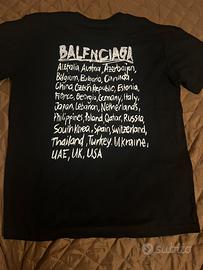 BALENCIAGA
Australia, Austria, Azerbaijan,
Belgium, Bulgaria, Canada,
China, Czech Republic, Estonia,
France, Georgia, Germany, Italy,
Japan, Lebanon, Netherlands,
Philippines, Poland, Qatar, Russia,
South Korea, Spain, Switzerland,
Thailand, Turkey, Ukraine,
UAE, UK, USA
subito